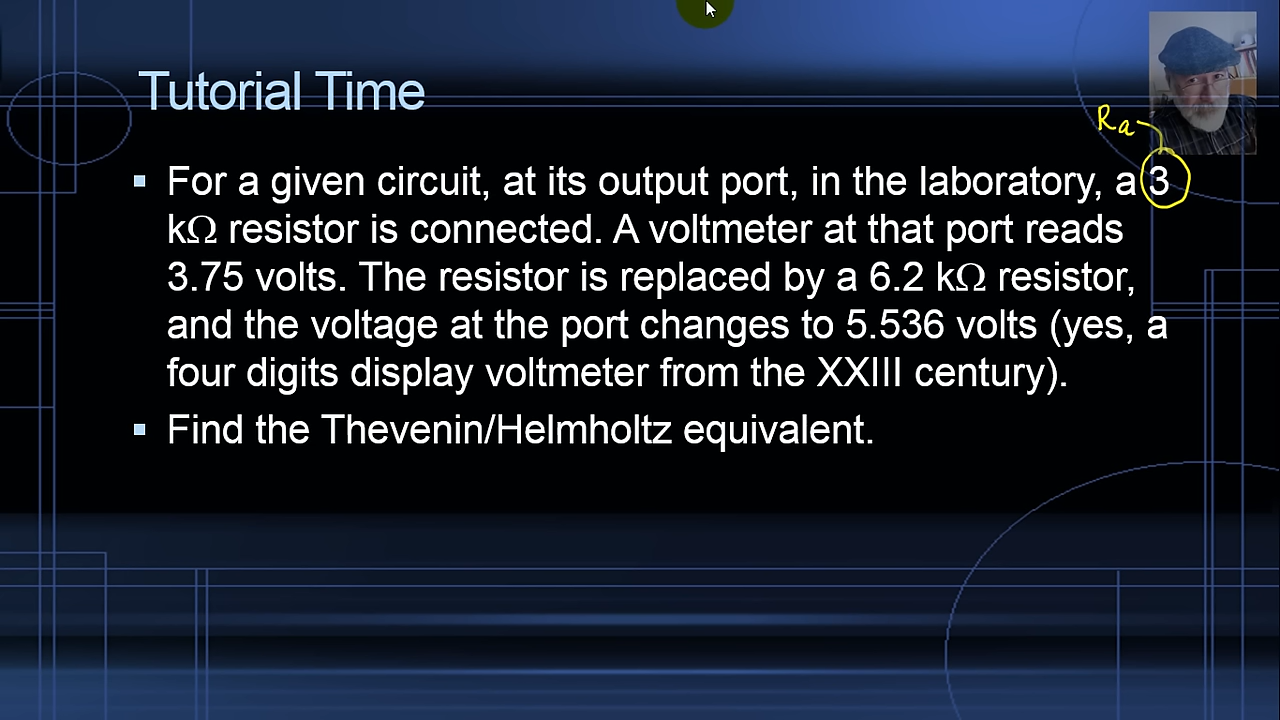 Tutorial Time
Ra
For a given circuit, at its output port, in the laboratory, a 3
kΩ resistor is connected. A voltmeter at that port reads
3.75 volts. The resistor is replaced by a 6.2 kΩ resistor,
and the voltage at the port changes to 5.536 volts (yes, a
four digits display voltmeter from the XXIII century).
Find the Thevenin/Helmholtz equivalent.